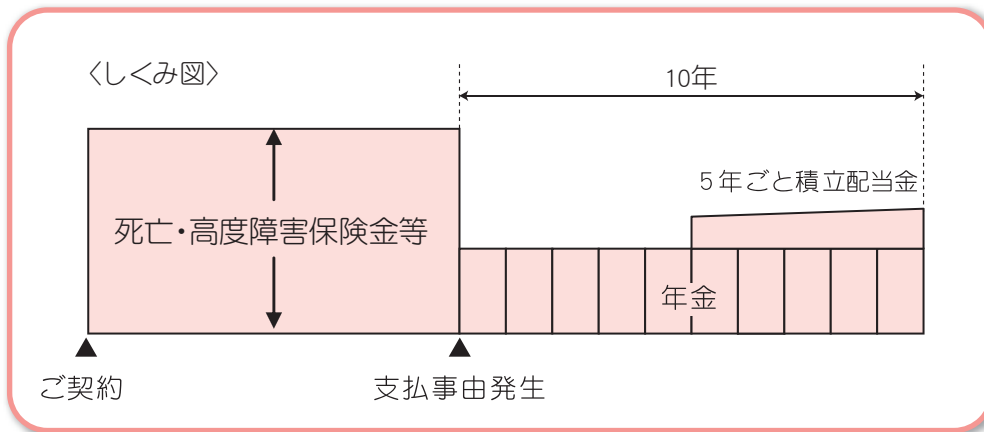 〈しくみ図〉
10年
5年ごと積立配当金
死亡・高度障害保険金等
年金
ご契約
支払事由発生